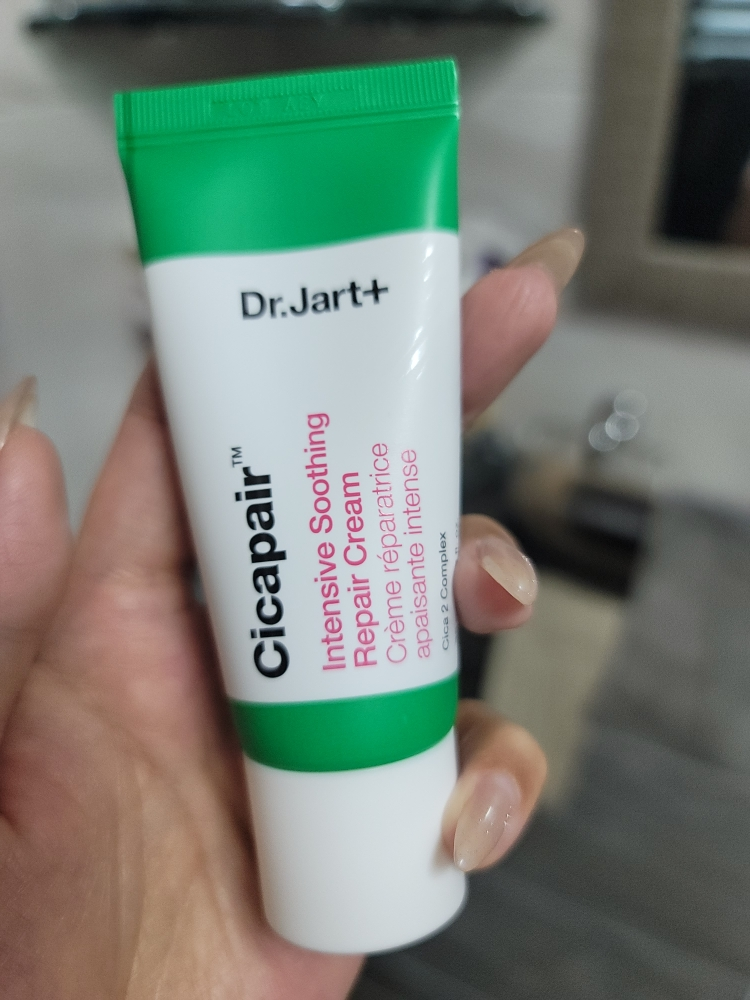 Dr.Jart+
Cicapair™
Intensive Soothing
Repair Cream
Crème réparatrice
apaisante intense
Cica 2 Complex